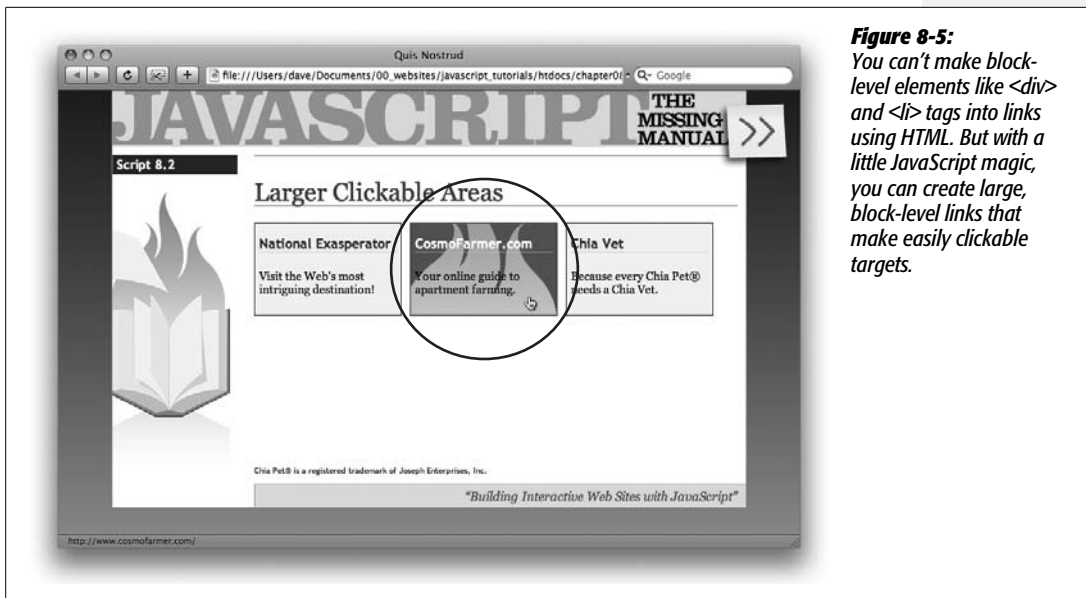 Quis Nostrud
file:///Users/dave/Documents/00_websites/javascript_tutorials/htdocs/chapter08
Google
JAVASCRIPT
THE
MISSING
MANUAL
>>
Script 8.2
Larger Clickable Areas
National Exasperator
Visit the Web's most
intriguing destination!
CosmoFarmer.com
Your online guide to
apartment farming.
Chia Vet
Because every Chia Pet®
needs a Chia Vet.
Chia Pet® is a registered trademark of Joseph Enterprises, Inc.
"Building Interactive Web Sites with JavaScript"
http://www.cosmofarmer.com/
Figure 8-5:
You can't make block-
level elements like <div>
and <li> tags into links
using HTML. But with a
little JavaScript magic,
you can create large,
block-level links that
make easily clickable
targets.